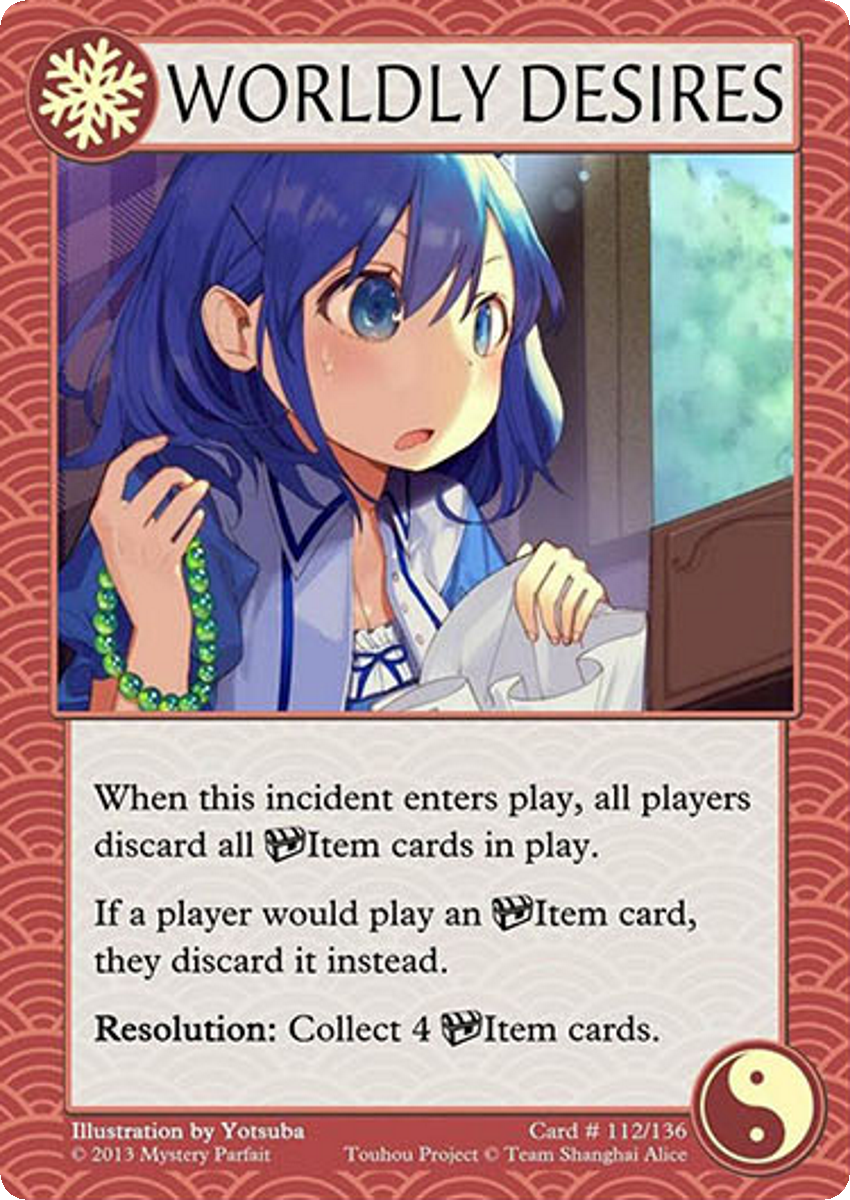 WORLDLY DESIRES
When this incident enters play, all players
discard all Item cards in play.
If a player would play an Item card,
they discard it instead.
Resolution: Collect 4 Item cards.
Illustration by Yotsuba
Card # 112/136
© 2013 Mystery Parfait
Touhou Project © Team Shanghai Alice